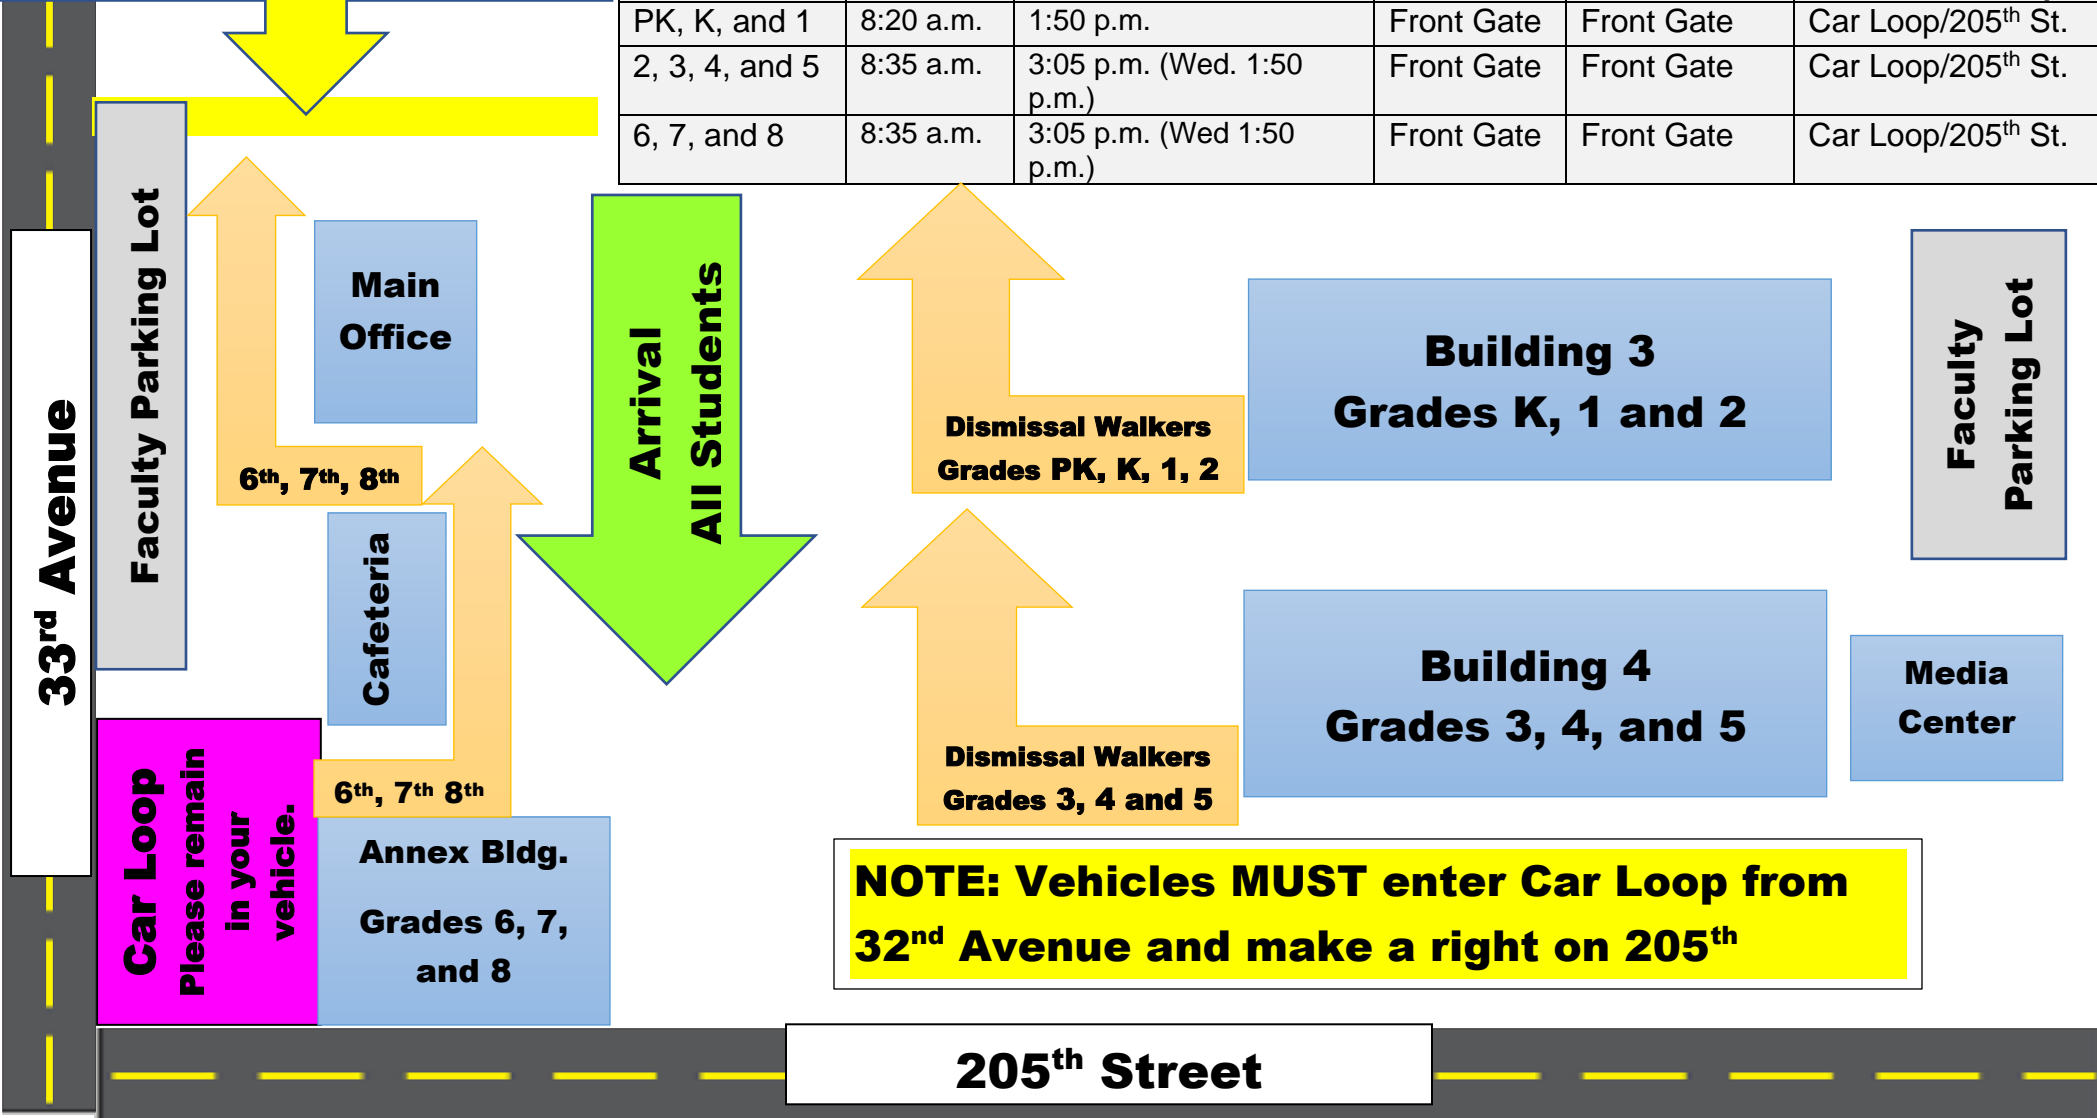 PK, K, and 1 8:20 a.m. 1:50 p.m. Front Gate Front Gate Car Loop/205th St.
2, 3, 4, and 5 8:35 a.m. 3:05 p.m. (Wed. 1:50 Front Gate Front Gate Car Loop/205th St.
p.m.)
6, 7, and 8 8:35 a.m. 3:05 p.m. (Wed 1:50 Front Gate Front Gate Car Loop/205th St.
p.m.)
33rd Avenue
Faculty Parking Lot
Main
Office
6th, 7th, 8th
Cafeteria
Arrival
All Students
Dismissal Walkers
Grades PK, K, 1, 2
Building 3
Grades K, 1 and 2
Faculty
Parking Lot
Dismissal Walkers
Grades 3, 4 and 5
Building 4
Grades 3, 4, and 5
Media
Center
Car Loop
Please remain
in your
vehicle.
6th, 7th 8th
Annex Bldg.
Grades 6, 7,
and 8
NOTE: Vehicles MUST enter Car Loop from
32nd Avenue and make a right on 205th
205th Street